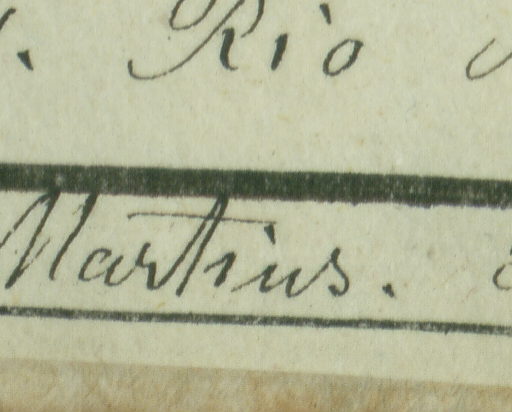 . Rio
Martius.